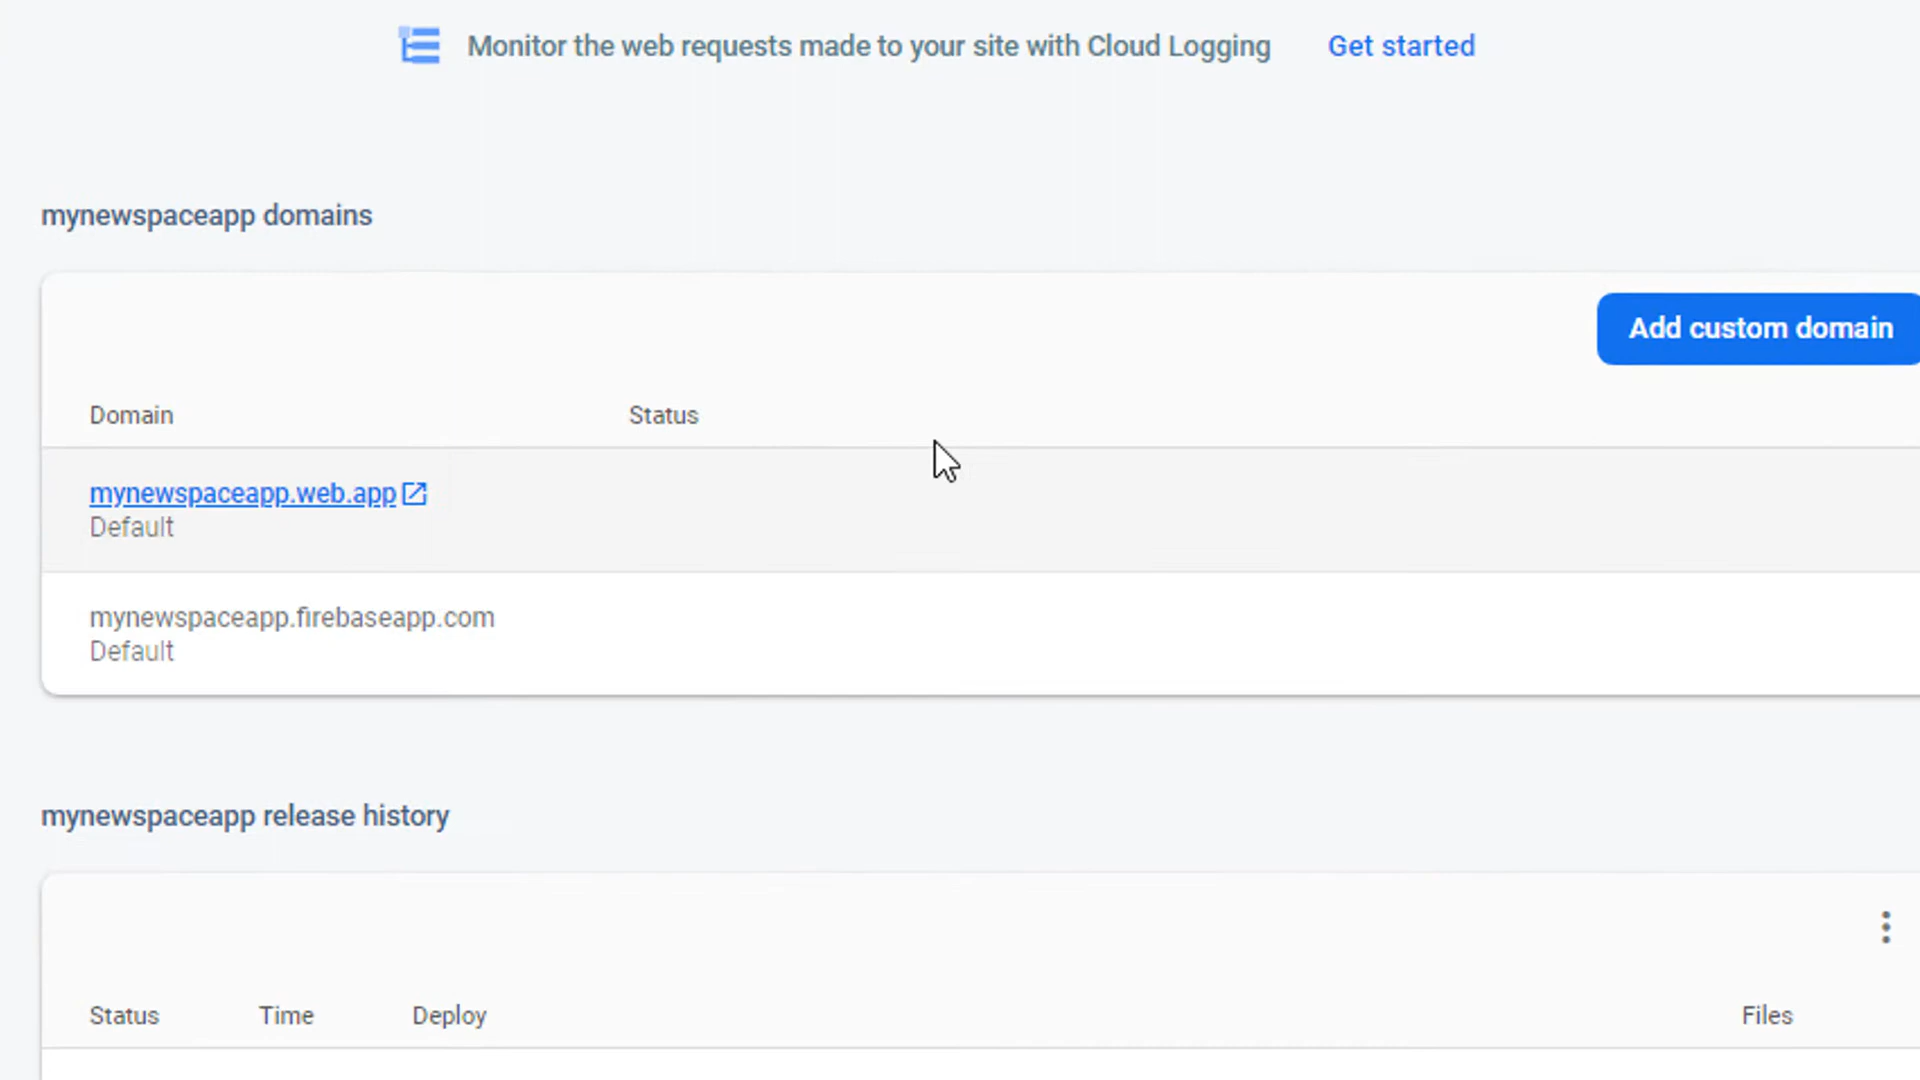 Monitor the web requests made to your site with Cloud Logging Get started
mynewspaceapp domains
Add custom domain
Domain Status
mynewspaceapp.web.app
Default
mynewspaceapp.firebaseapp.com
Default
mynewspaceapp release history
Status Time Deploy Files